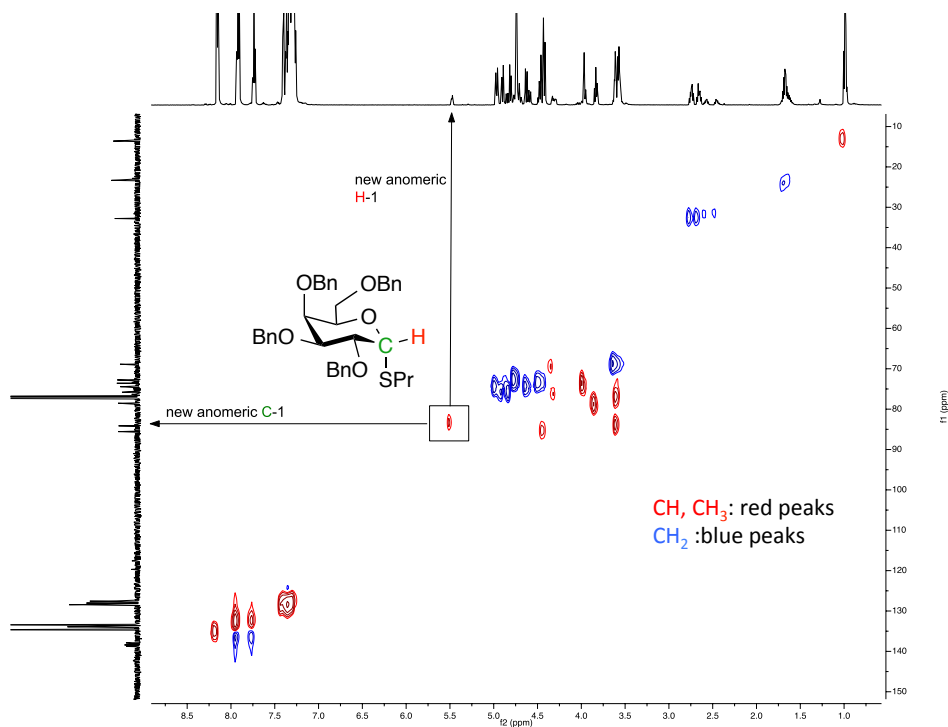 new anomeric
H-1
OBn
OBn
O
BnO
C
H
BnO
SPr
new anomeric C-1
CH, CH3: red peaks
CH2 :blue peaks
10
20
30
40
50
60
70
80
90
100
110
120
130
140
150
f1 (ppm)
8.5 8.0 7.5 7.0 6.5 6.0 5.5 5.0 4.5 4.0 3.5 3.0 2.5 2.0 1.5 1.0
f2 (ppm)